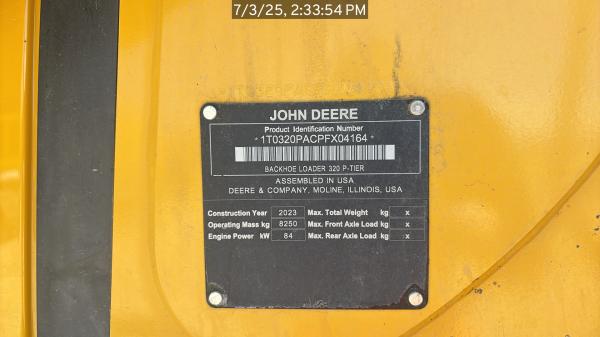 7/3/25, 2:33:54 PM
JOHN DEERE
Product Identification Number
*1T0320PACPFX04164*
BACKHOE LOADER 320 P-TIER
ASSEMBLED IN USA
DEERE & COMPANY, MOLINE, ILLINOIS, USA
Construction Year 2023 Max. Total Weight kg x
Operating Mass kg 8250 Max. Front Axle Load kg x
Engine Power kW 84 Max. Rear Axle Load kg x